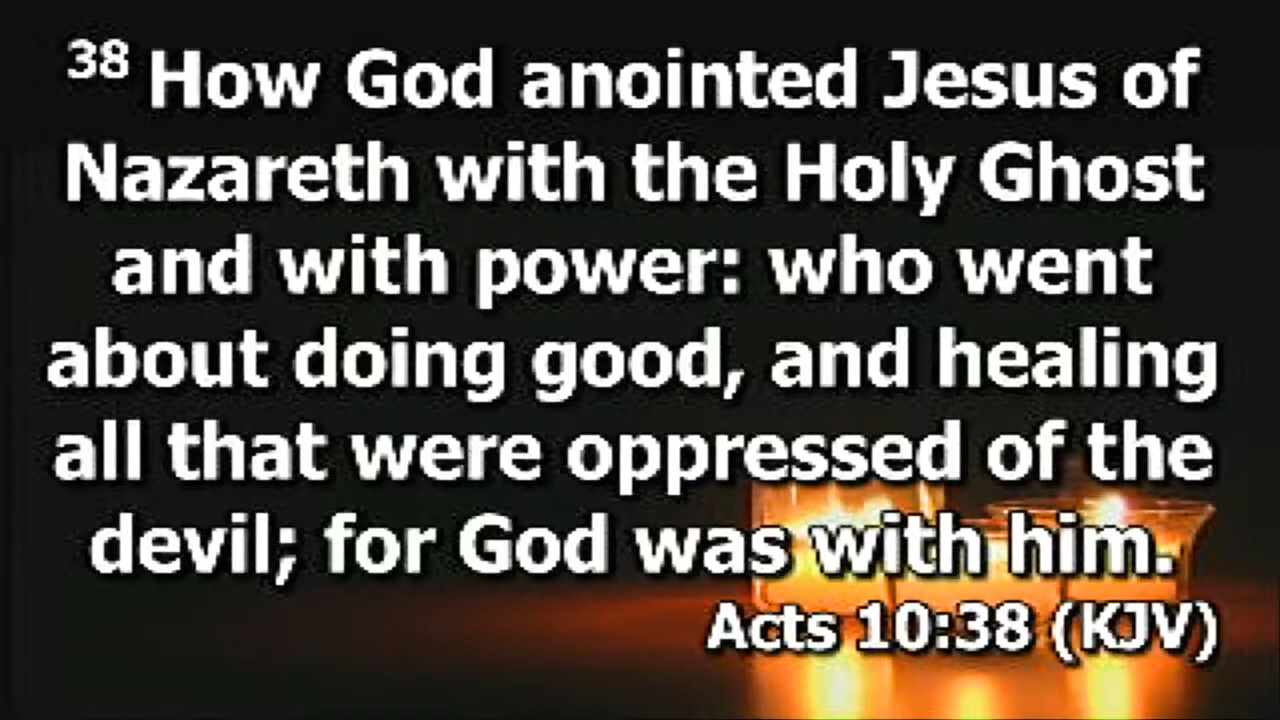 38 How God anointed Jesus of
Nazareth with the Holy Ghost
and with power: who went
about doing good, and healing
all that were oppressed of the
devil; for God was with him.
Acts 10:38 (KJV)